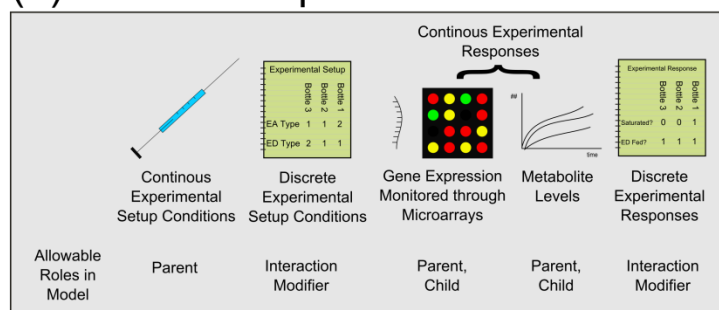 Continous Experimental
Responses
Experimental Setup
Bottle 3
Bottle 2
Bottle 1
EA Type 1 1 2
ED Type 2 1 1
##
time
Experimental Response
Bottle 3
Bottle 2
Bottle 1
Saturated? 0 0 1
ED Fed? 1 1 1
Continous
Experimental
Setup Conditions
Discrete
Experimental
Setup Conditions
Gene Expression
Monitored through
Microarrays
Metabolite
Levels
Discrete
Experimental
Responses
Allowable
Roles in
Model
Parent
Interaction
Modifier
Parent,
Child
Parent,
Child
Interaction
Modifier